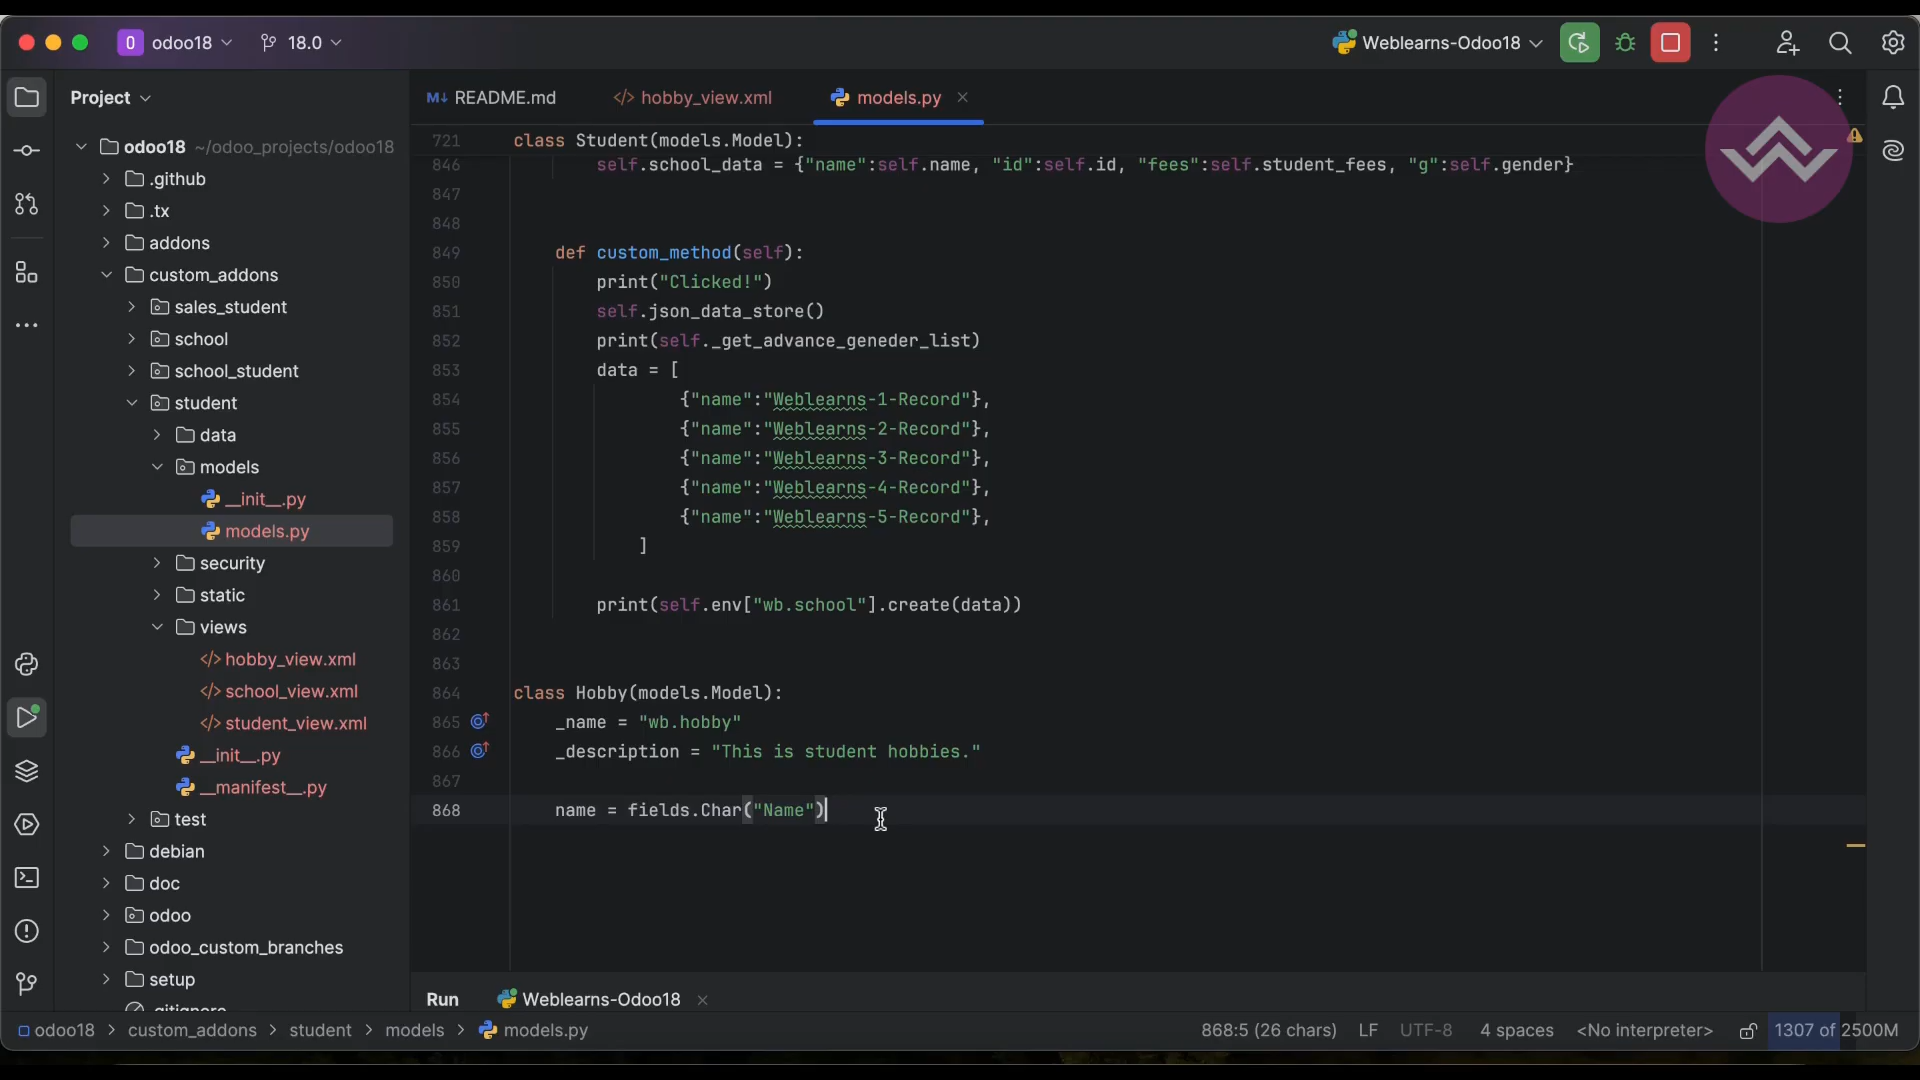 odoo18
18.0
Weblearns-Odoo18
Project
README.md
hobby_view.xml
models.py
odoo18 ~/odoo_projects/odoo18
.github
.tx
addons
custom_addons
sales_student
school
school_student
student
data
models
__init__.py
models.py
security
static
views
hobby_view.xml
school_view.xml
student_view.xml
__init__.py
__manifest__.py
test
debian
doc
odoo
odoo_custom_branches
setup
.gitignore
721 class Student(models.Model):
846 self.school_data = {"name":self.name, "id":self.id, "fees":self.student_fees, "g":self.gender}
847
848
849 def custom_method(self):
850 print("Clicked!")
851 self.json_data_store()
852 print(self._get_advance_geneder_list)
853 data = [
854 {"name":"Weblearns-1-Record"},
855 {"name":"Weblearns-2-Record"},
856 {"name":"Weblearns-3-Record"},
857 {"name":"Weblearns-4-Record"},
858 {"name":"Weblearns-5-Record"},
859 ]
860
861 print(self.env["wb.school"].create(data))
862
863
864 class Hobby(models.Model):
865 _name = "wb.hobby"
866 _description = "This is student hobbies."
867
868 name = fields.Char("Name")
Run
Weblearns-Odoo18
odoo18 > custom_addons > student > models > models.py
868:5 (26 chars)
LF
UTF-8
4 spaces
<No interpreter>
1307 of 2500M